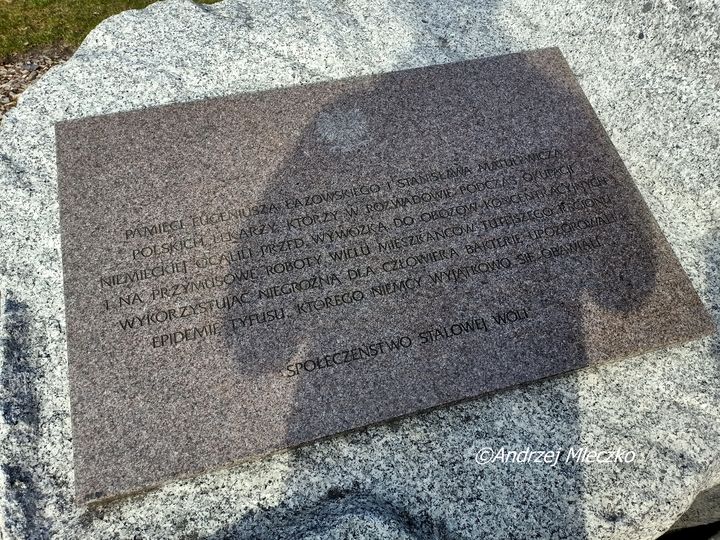 PAMIĘCI EUGENIUSZA ŁAZOWSKIEGO I STANISŁAWA MATULEWICZA,
POLSKICH LEKARZY, KTÓRZY W ROZWADOWIE PODCZAS OKUPACJI
NIEMIECKIEJ OCALILI PRZED WYWÓZKĄ DO OBOZÓW KONCENTRACYJNYCH
I NA PRZYMUSOWE ROBOTY WIELU MIESZKAŃCÓW TUTEJSZEGO REGIONU,
WYKORZYSTUJĄC NIEGROŹNĄ DLA CZŁOWIEKA BAKTERIĘ UPOZOROWALI
EPIDEMIĘ TYFUSU, KTÓREGO NIEMCY WYJĄTKOWO SIĘ OBAWIALI.
SPOŁECZEŃSTWO STALOWEJ WOLI
©Andrzej Mleczko